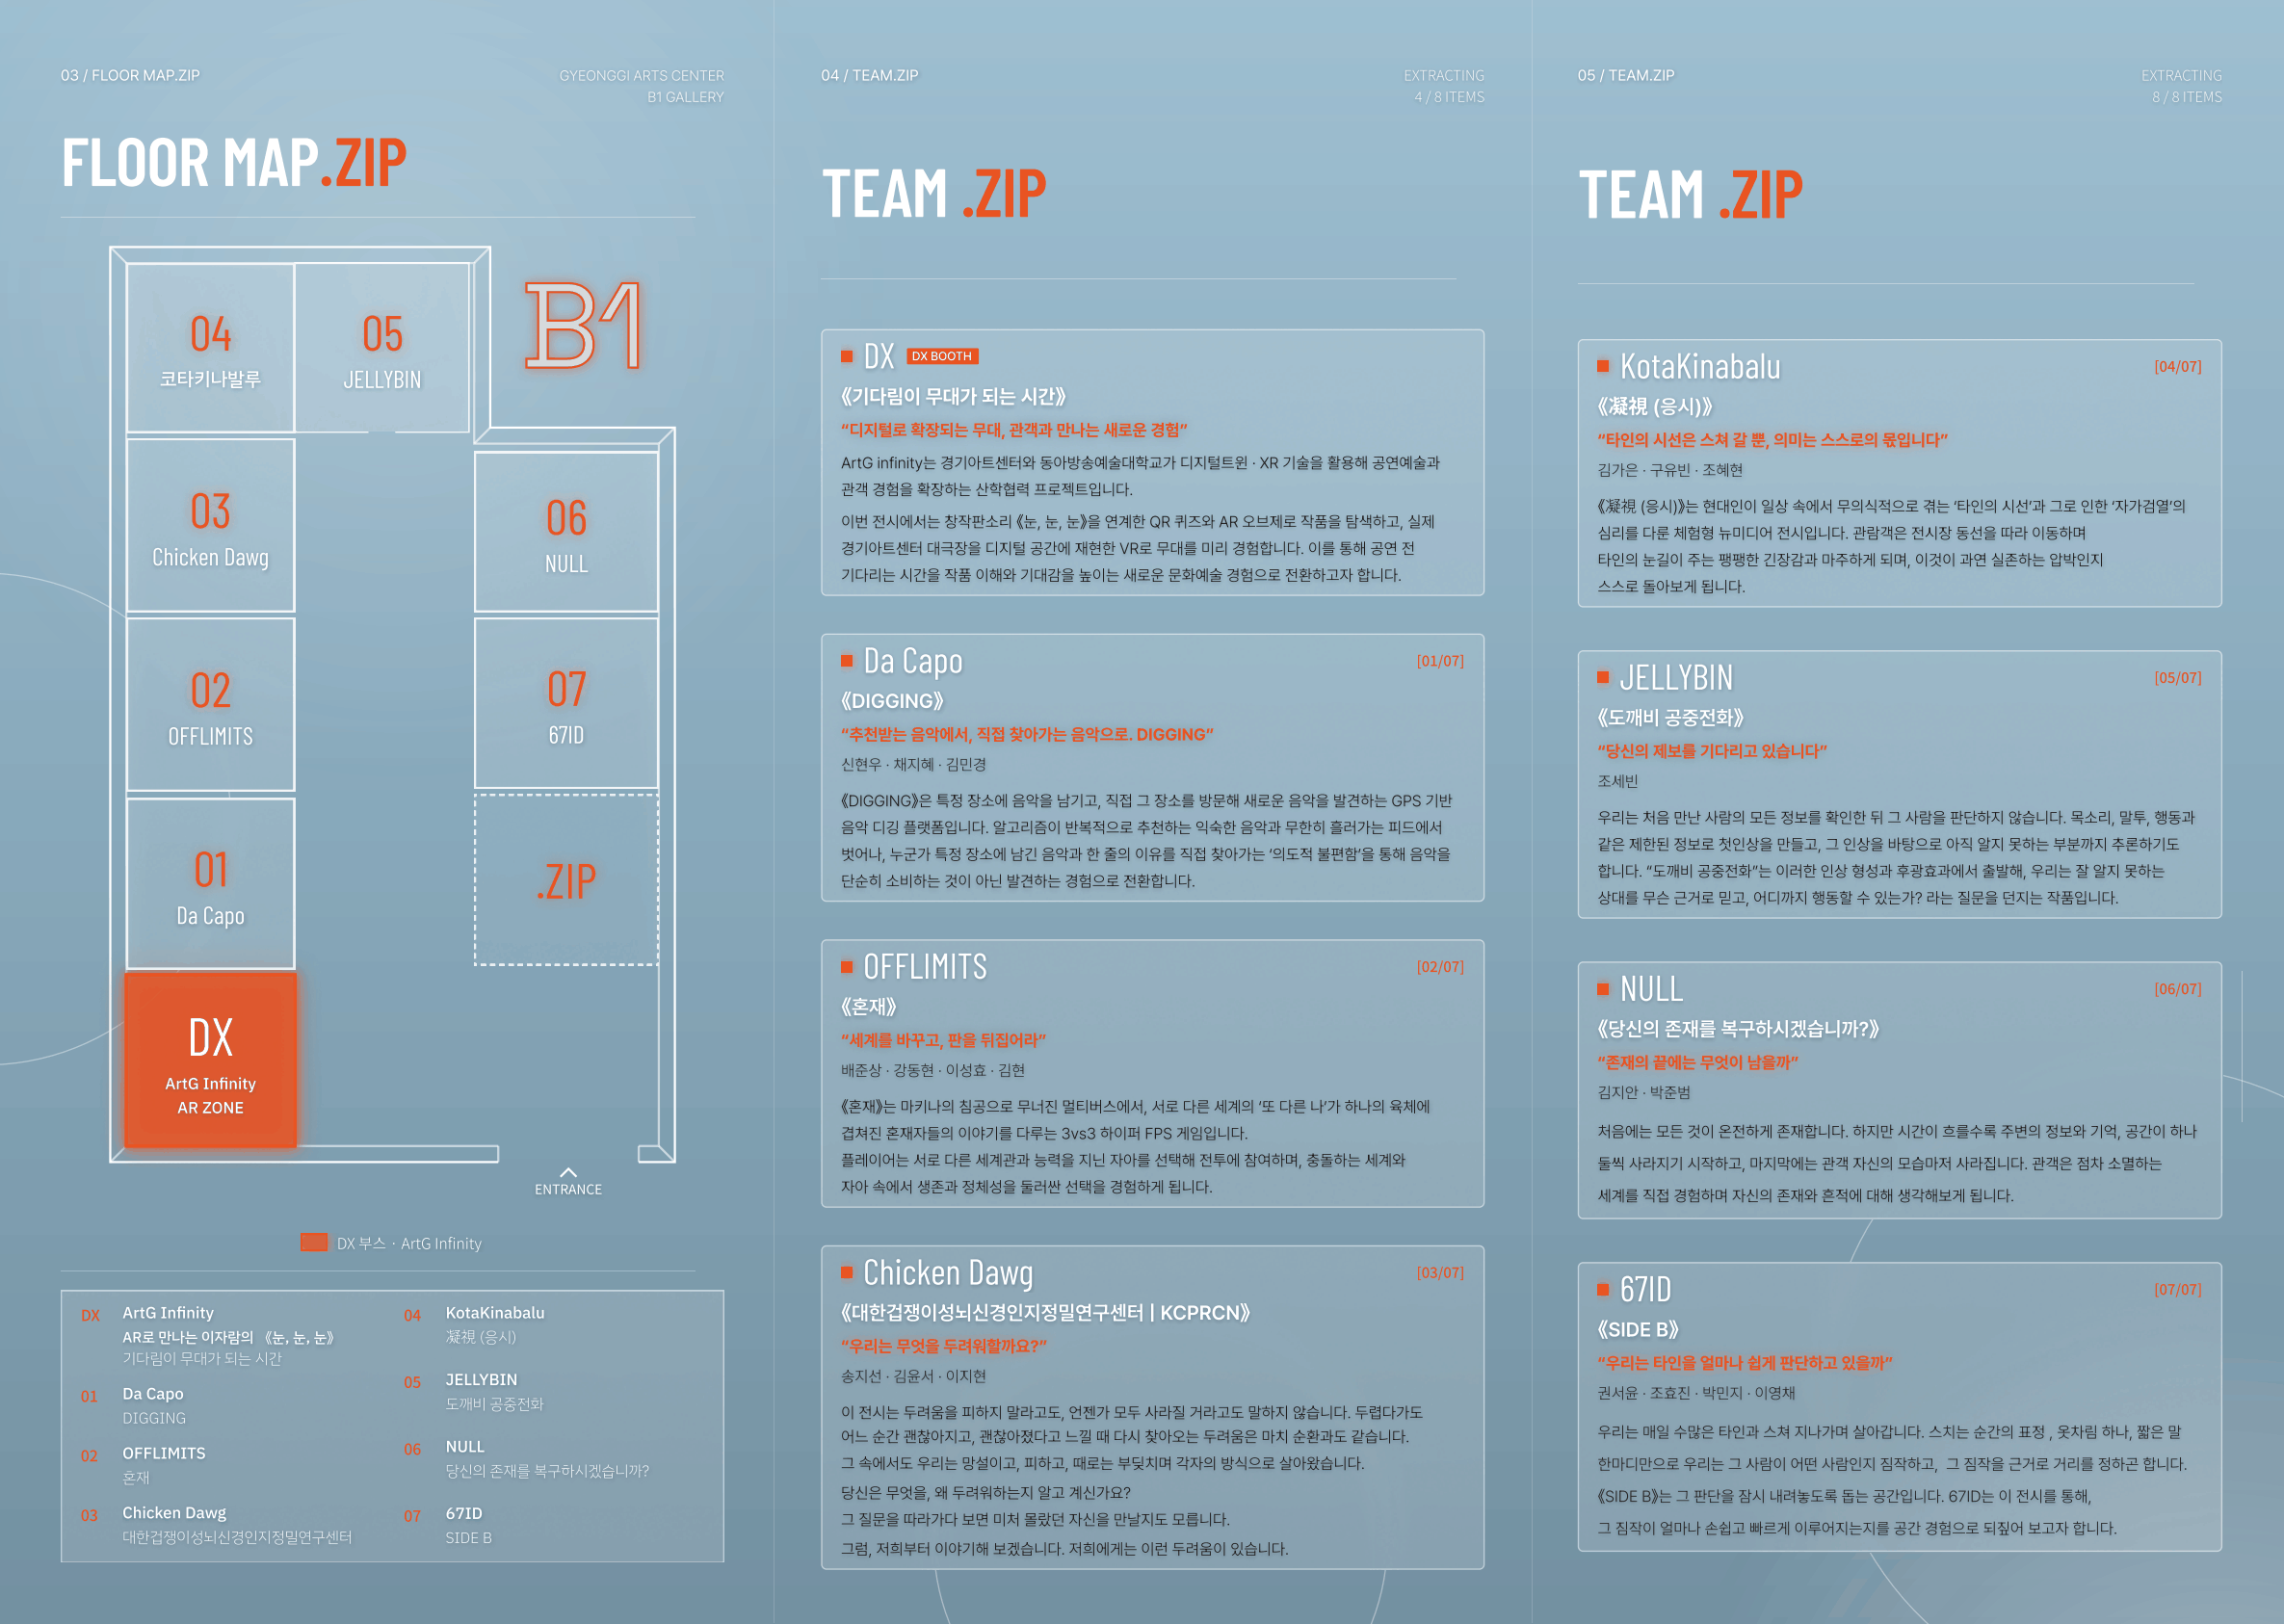 03 / FLOOR MAP.ZIP
GYEONGGI ARTS CENTER
B1 GALLERY
FLOOR MAP.ZIP
B1
04
코타키나발루
05
JELLYBIN
03
Chicken Dawg
06
NULL
02
OFFLIMITS
07
67ID
01
Da Capo
.ZIP
DX
ArtG Infinity
AR ZONE
ENTRANCE
DX 부스 · ArtG Infinity
DX ArtG Infinity
AR로 만나는 이자람의 《눈, 눈, 눈》
기다림이 무대가 되는 시간
01 Da Capo
DIGGING
02 OFFLIMITS
혼재
03 Chicken Dawg
대한겁쟁이성뇌신경인지정밀연구센터
04 KotaKinabalu
凝視 (응시)
05 JELLYBIN
도깨비 공중전화
06 NULL
당신의 존재를 복구하시겠습니까?
07 67ID
SIDE B
04 / TEAM.ZIP
EXTRACTING
4 / 8 ITEMS
TEAM .ZIP
DX DX BOOTH
《기다림이 무대가 되는 시간》
“디지털로 확장되는 무대, 관객과 만나는 새로운 경험”
ArtG infinity는 경기아트센터와 동아방송예술대학교가 디지털트윈 · XR 기술을 활용해 공연예술과
관객 경험을 확장하는 산학협력 프로젝트입니다.
이번 전시에서는 창작판소리 《눈, 눈, 눈》을 연계한 QR 퀴즈와 AR 오브제로 작품을 탐색하고, 실제
경기아트센터 대극장을 디지털 공간에 재현한 VR로 무대를 미리 경험합니다. 이를 통해 공연 전
기다리는 시간을 작품 이해와 기대감을 높이는 새로운 문화예술 경험으로 전환하고자 합니다.
Da Capo [01/07]
《DIGGING》
“추천받는 음악에서, 직접 찾아가는 음악으로. DIGGING”
신현우 · 채지혜 · 김민경
《DIGGING》은 특정 장소에 음악을 남기고, 직접 그 장소를 방문해 새로운 음악을 발견하는 GPS 기반
음악 디깅 플랫폼입니다. 알고리즘이 반복적으로 추천하는 익숙한 음악과 무한히 흘러가는 피드에서
벗어나, 누군가 특정 장소에 남긴 음악과 한 줄의 이유를 직접 찾아가는 ‘의도적 불편함’을 통해 음악을
단순히 소비하는 것이 아닌 발견하는 경험으로 전환합니다.
OFFLIMITS [02/07]
《혼재》
“세계를 바꾸고, 판을 뒤집어라”
배준상 · 강동현 · 이성효 · 김현
《혼재》는 마키나의 침공으로 무너진 멀티버스에서, 서로 다른 세계의 ‘또 다른 나’가 하나의 육체에
겹쳐진 혼재자들의 이야기를 다루는 3vs3 하이퍼 FPS 게임입니다.
플레이어는 서로 다른 세계관과 능력을 지닌 자아를 선택해 전투에 참여하며, 충돌하는 세계와
자아 속에서 생존과 정체성을 둘러싼 선택을 경험하게 됩니다.
Chicken Dawg [03/07]
《대한겁쟁이성뇌신경인지정밀연구센터 | KCPRCN》
“우리는 무엇을 두려워할까요?”
송지선 · 김윤서 · 이지현
이 전시는 두려움을 피하지 말라고도, 언젠가 모두 사라질 거라고도 말하지 않습니다. 두렵다가도
어느 순간 괜찮아지고, 괜찮아졌다고 느낄 때 다시 찾아오는 두려움은 마치 순환과도 같습니다.
그 속에서도 우리는 망설이고, 피하고, 때로는 부딪치며 각자의 방식으로 살아왔습니다.
당신은 무엇을, 왜 두려워하는지 알고 계신가요?
그 질문을 따라가다 보면 미처 몰랐던 자신을 만날지도 모릅니다.
그럼, 저희부터 이야기해 보겠습니다. 저희에게는 이런 두려움이 있습니다.
05 / TEAM.ZIP
EXTRACTING
8 / 8 ITEMS
TEAM .ZIP
KotaKinabalu [04/07]
《凝視 (응시)》
“타인의 시선은 스쳐 갈 뿐, 의미는 스스로의 몫입니다”
김가은 · 구유빈 · 조혜현
《凝視 (응시)》는 현대인이 일상 속에서 무의식적으로 겪는 ‘타인의 시선’과 그로 인한 ‘자가검열’의
심리를 다룬 체험형 뉴미디어 전시입니다. 관람객은 전시장 동선을 따라 이동하며
타인의 눈길이 주는 팽팽한 긴장감과 마주하게 되며, 이것이 과연 실존하는 압박인지
스스로 돌아보게 됩니다.
JELLYBIN [05/07]
《도깨비 공중전화》
“당신의 제보를 기다리고 있습니다”
조세빈
우리는 처음 만난 사람의 모든 정보를 확인한 뒤 그 사람을 판단하지 않습니다. 목소리, 말투, 행동과
같은 제한된 정보로 첫인상을 만들고, 그 인상을 바탕으로 아직 알지 못하는 부분까지 추론하기도
합니다. “도깨비 공중전화”는 이러한 인상 형성과 후광효과에서 출발해, 우리는 잘 알지 못하는
상대를 무슨 근거로 믿고, 어디까지 행동할 수 있는가? 라는 질문을 던지는 작품입니다.
NULL [06/07]
《당신의 존재를 복구하시겠습니까?》
“존재의 끝에는 무엇이 남을까”
김지안 · 박준범
처음에는 모든 것이 온전하게 존재합니다. 하지만 시간이 흐를수록 주변의 정보와 기억, 공간이 하나
둘씩 사라지기 시작하고, 마지막에는 관객 자신의 모습마저 사라집니다. 관객은 점차 소멸하는
세계를 직접 경험하며 자신의 존재와 흔적에 대해 생각해보게 됩니다.
67ID [07/07]
《SIDE B》
“우리는 타인을 얼마나 쉽게 판단하고 있을까”
권서윤 · 조효진 · 박민지 · 이영채
우리는 매일 수많은 타인과 스쳐 지나가며 살아갑니다. 스치는 순간의 표정 , 옷차림 하나, 짧은 말
한마디만으로 우리는 그 사람이 어떤 사람인지 짐작하고, 그 짐작을 근거로 거리를 정하곤 합니다.
《SIDE B》는 그 판단을 잠시 내려놓도록 돕는 공간입니다. 67ID는 이 전시를 통해,
그 짐작이 얼마나 손쉽고 빠르게 이루어지는지를 공간 경험으로 되짚어 보고자 합니다.